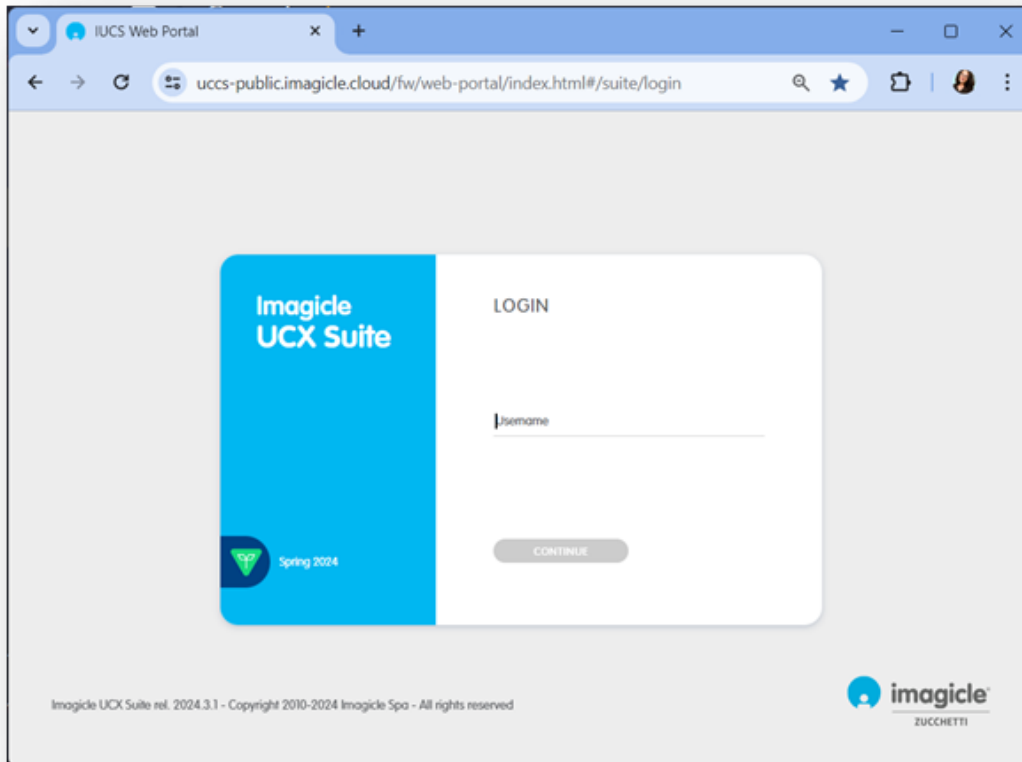 IUCS Web Portal
uccs-public.imagicle.cloud/fw/web-portal/index.html#/suite/login
Imagicle
UCX Suite
LOGIN
Username
CONTINUE
Spring 2024
Imagicle UCX Suite rel. 2024.3.1 - Copyright 2010-2024 Imagicle Spa - All rights reserved
imagicle
ZUCCHETTI